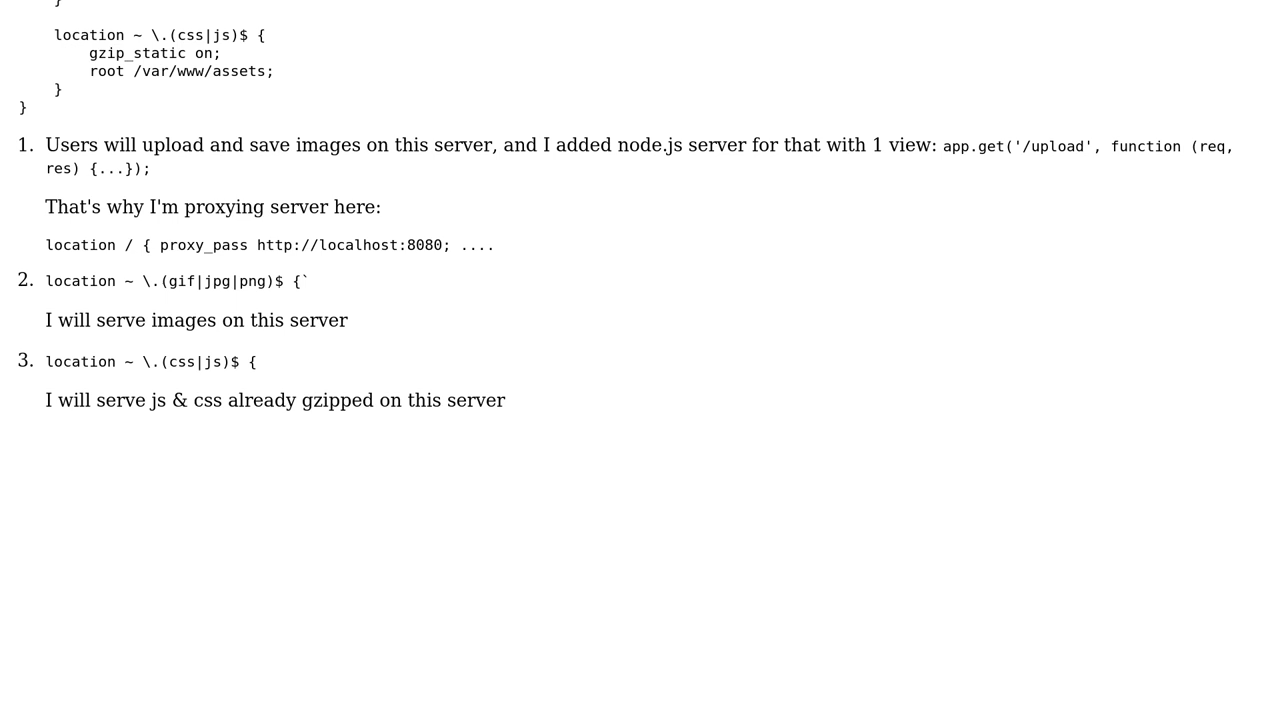 }
location ~ \.(css|js)$ {
gzip_static on;
root /var/www/assets;
}
}
1. Users will upload and save images on this server, and I added node.js server for that with 1 view: app.get('/upload', function (req,
res) {...});
That's why I'm proxying server here:
location / { proxy_pass http://localhost:8080; ....
2. location ~ \.(gif|jpg|png)$ {`
I will serve images on this server
3. location ~ \.(css|js)$ {
I will serve js & css already gzipped on this server